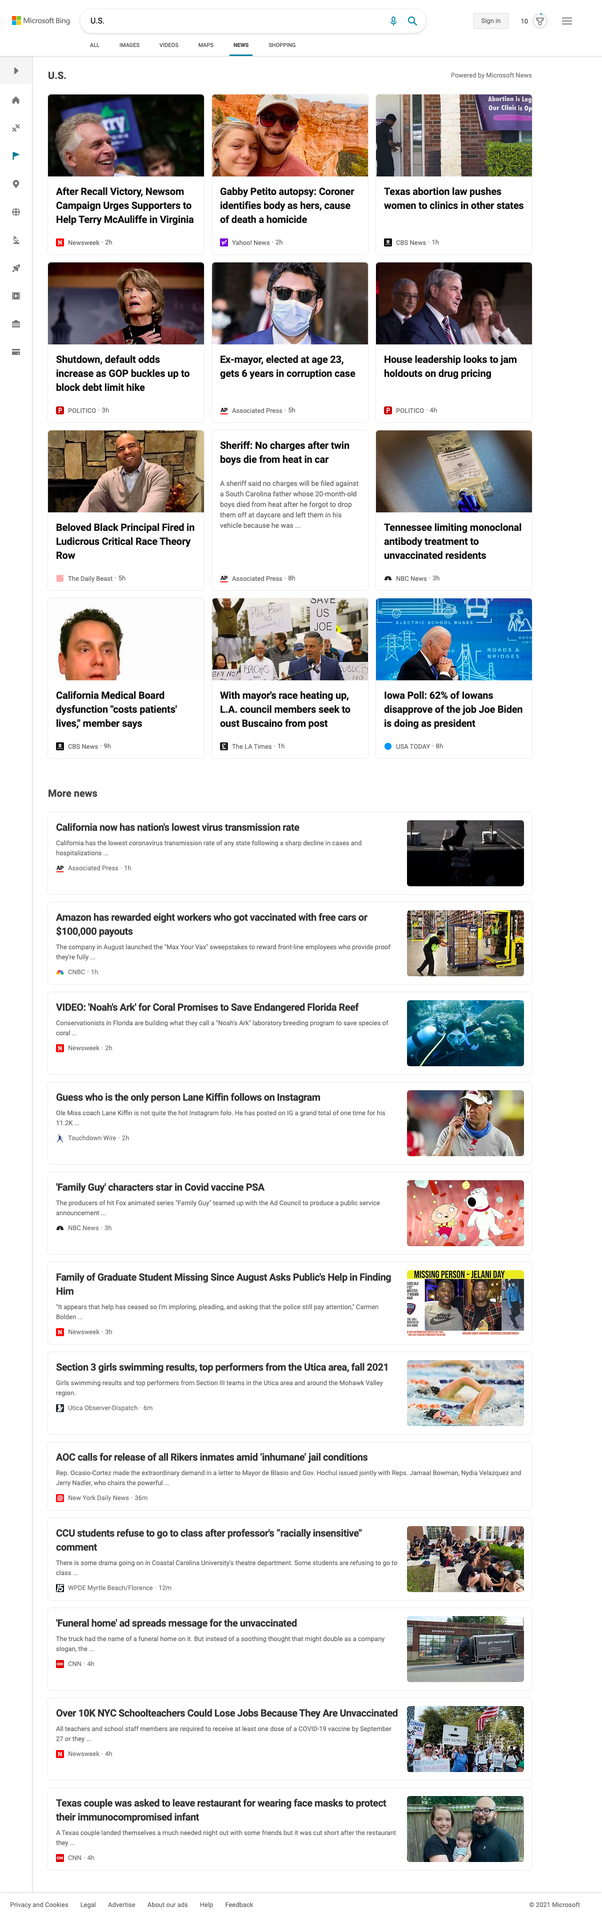 Microsoft Bing
U.S.
Sign in
10
ALL IMAGES VIDEOS MAPS NEWS SHOPPING
U.S.
Powered by Microsoft News
Abortion is Leg
After Recall Victory, Newsom
Campaign Urges Supporters to
Help Terry McAuliffe in Virginia
Newsweek · 2h
Gabby Petito autopsy: Coroner
identifies body as hers, cause
of death a homicide
Yahoo! News · 2h
Texas abortion law pushes
women to clinics in other states
CBS News · 1h
Shutdown, default odds
increase as GOP buckles up to
block debt limit hike
POLITICO · 3h
Ex-mayor, elected at age 23,
gets 6 years in corruption case
AP Associated Press · 5h
House leadership looks to jam
holdouts on drug pricing
POLITICO · 4h
Beloved Black Principal Fired in
Ludicrous Critical Race Theory
Row
The Daily Beast · 5h
Sheriff: No charges after twin
boys die from heat in car
A sheriff said no charges will be filed against
a South Carolina father whose 20-month-old
boys died from heat after he forgot to drop
them off at daycare and left them in his
vehicle because he was ...
AP Associated Press · 8h
Tennessee limiting monoclonal
antibody treatment to
unvaccinated residents
NBC News · 3h
California Medical Board
dysfunction "costs patients'
lives," member says
CBS News · 9h
SAVE
US
JOE
With mayor's race heating up,
L.A. council members seek to
oust Buscaino from post
The LA Times · 1h
ELECTRIC SCHOOL BUSES
ROADS &
BRIDGES
Iowa Poll: 62% of Iowans
disapprove of the job Joe Biden
is doing as president
USA TODAY · 8h
More news
California now has nation's lowest virus transmission rate
California has the lowest coronavirus transmission rate of any state following a sharp decline in cases and
hospitalizations ...
AP Associated Press · 1h
Amazon has rewarded eight workers who got vaccinated with free cars or
$100,000 payouts
The company in August launched the "Max Your Vax" sweepstakes to reward front-line employees who provide proof
they're fully ...
CNBC · 1h
VIDEO: 'Noah's Ark' for Coral Promises to Save Endangered Florida Reef
Conservationists in Florida are building what they call a "Noah's Ark" laboratory breeding program to save species of
coral ...
Newsweek · 2h
Guess who is the only person Lane Kiffin follows on Instagram
Ole Miss coach Lane Kiffin is not quite the hot Instagram folo. He has posted on IG a grand total of one time for his
11.2K ...
Touchdown Wire · 2h
'Family Guy' characters star in Covid vaccine PSA
The producers of hit Fox animated series "Family Guy" teamed up with the Ad Council to produce a public service
announcement ...
NBC News · 3h
Family of Graduate Student Missing Since August Asks Public's Help in Finding
Him
"It appears that help has ceased so I'm imploring, pleading, and asking that the police still pay attention," Carmen
Bolden ...
Newsweek · 3h
MISSING PERSON - JELANI DAY
Section 3 girls swimming results, top performers from the Utica area, fall 2021
Girls swimming results and top performers from Section III teams in the Utica area and around the Mohawk Valley
region.
Utica Observer-Dispatch · 6m
AOC calls for release of all Rikers inmates amid 'inhumane' jail conditions
Rep. Ocasio-Cortez made the extraordinary demand in a letter to Mayor de Blasio and Gov. Hochul issued jointly with Reps. Jamaal Bowman, Nydia Velazquez and
Jerry Nadler, who chairs the powerful ...
New York Daily News · 36m
CCU students refuse to go to class after professor's "racially insensitive"
comment
There is some drama going on in Coastal Carolina University's theatre department. Some students are refusing to go to
class ...
WPDE Myrtle Beach/Florence · 12m
'Funeral home' ad spreads message for the unvaccinated
The truck had the name of a funeral home on it. But instead of a soothing thought that might double as a company
slogan, the ...
CNN · 4h
Over 10K NYC Schoolteachers Could Lose Jobs Because They Are Unvaccinated
All teachers and school staff members are required to receive at least one dose of a COVID-19 vaccine by September
27 or they ...
Newsweek · 4h
Texas couple was asked to leave restaurant for wearing face masks to protect
their immunocompromised infant
A Texas couple landed themselves a much needed night out with some friends but it was cut short after the restaurant
they ...
CNN · 4h
Privacy and Cookies Legal Advertise About our ads Help Feedback
© 2021 Microsoft